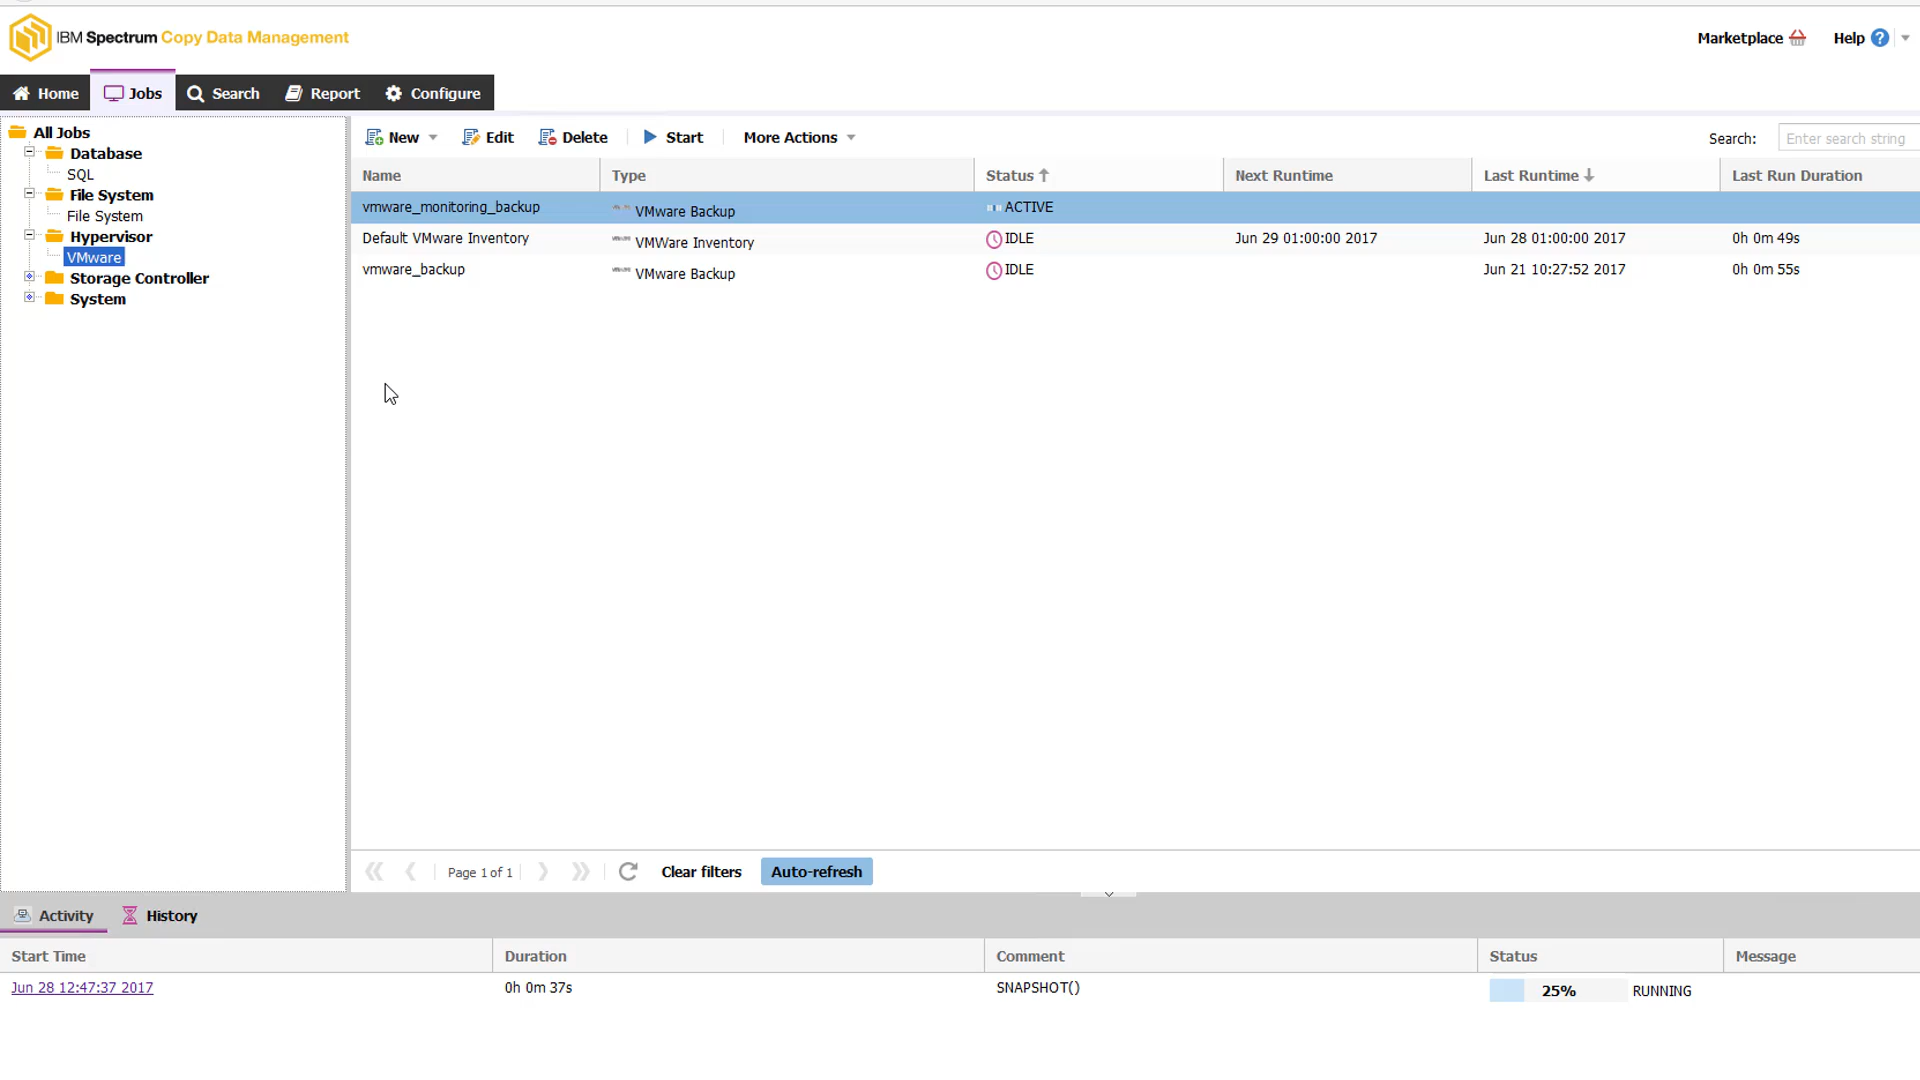 IBM Spectrum Copy Data Management
Marketplace
Help ?
Home
Jobs
Search
Report
Configure
All Jobs
Database
SQL
File System
File System
Hypervisor
VMware
Storage Controller
System
New
Edit
Delete
Start
More Actions
Search:
Enter search string
Name Type Status Next Runtime Last Runtime Last Run Duration
vmware_monitoring_backup VMware Backup ACTIVE
Default VMware Inventory VMWare Inventory IDLE Jun 29 01:00:00 2017 Jun 28 01:00:00 2017 0h 0m 49s
vmware_backup VMware Backup IDLE Jun 21 10:27:52 2017 0h 0m 55s
Page 1 of 1
Clear filters
Auto-refresh
Activity
History
Start Time Duration Comment Status Message
Jun 28 12:47:37 2017 0h 0m 37s SNAPSHOT() 25% RUNNING